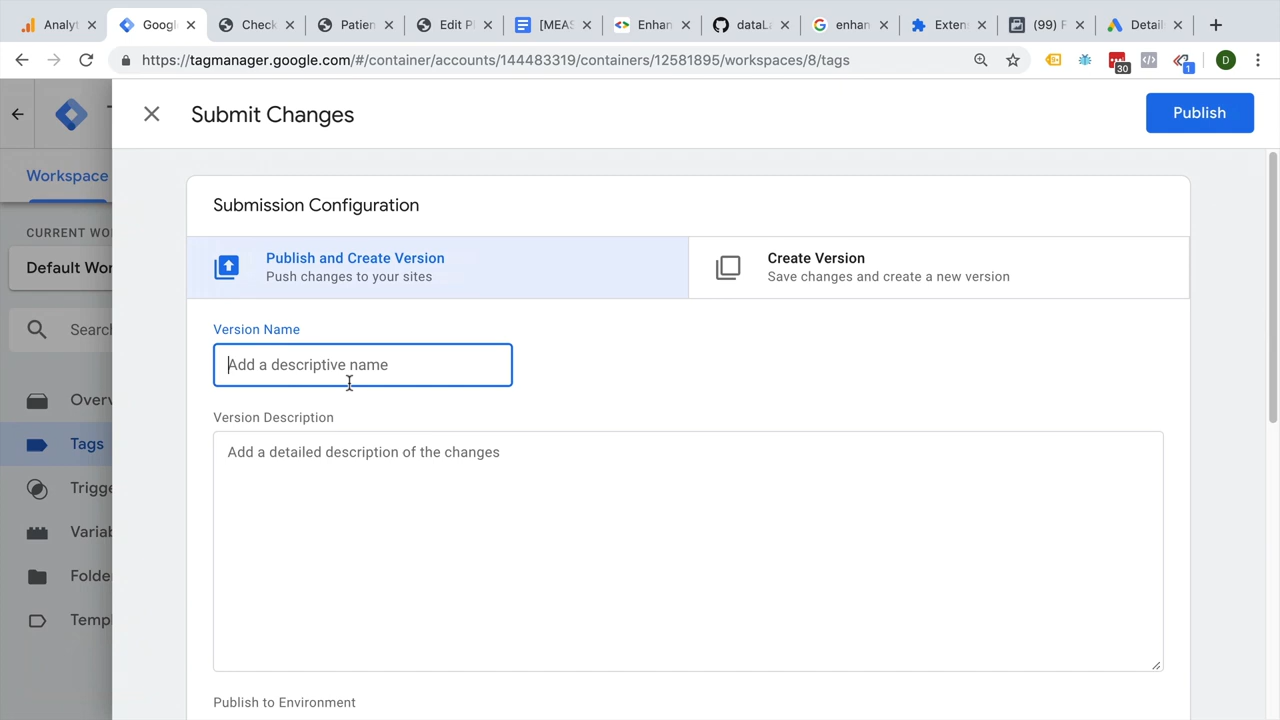 Analyt
Googl
Check
Patien
Edit P
[MEAS
Enhan
dataLa
enhan
Exten
(99) F
Detail
https://tagmanager.google.com/#/container/accounts/144483319/containers/12581895/workspaces/8/tags
30
1
D
Submit Changes
Publish
Workspace
Submission Configuration
CURRENT WO
Default Wor
Publish and Create Version
Push changes to your sites
Create Version
Save changes and create a new version
Search
Version Name
Add a descriptive name
Overv
Version Description
Tags
Add a detailed description of the changes
Trigge
Variab
Folde
Templ
Publish to Environment